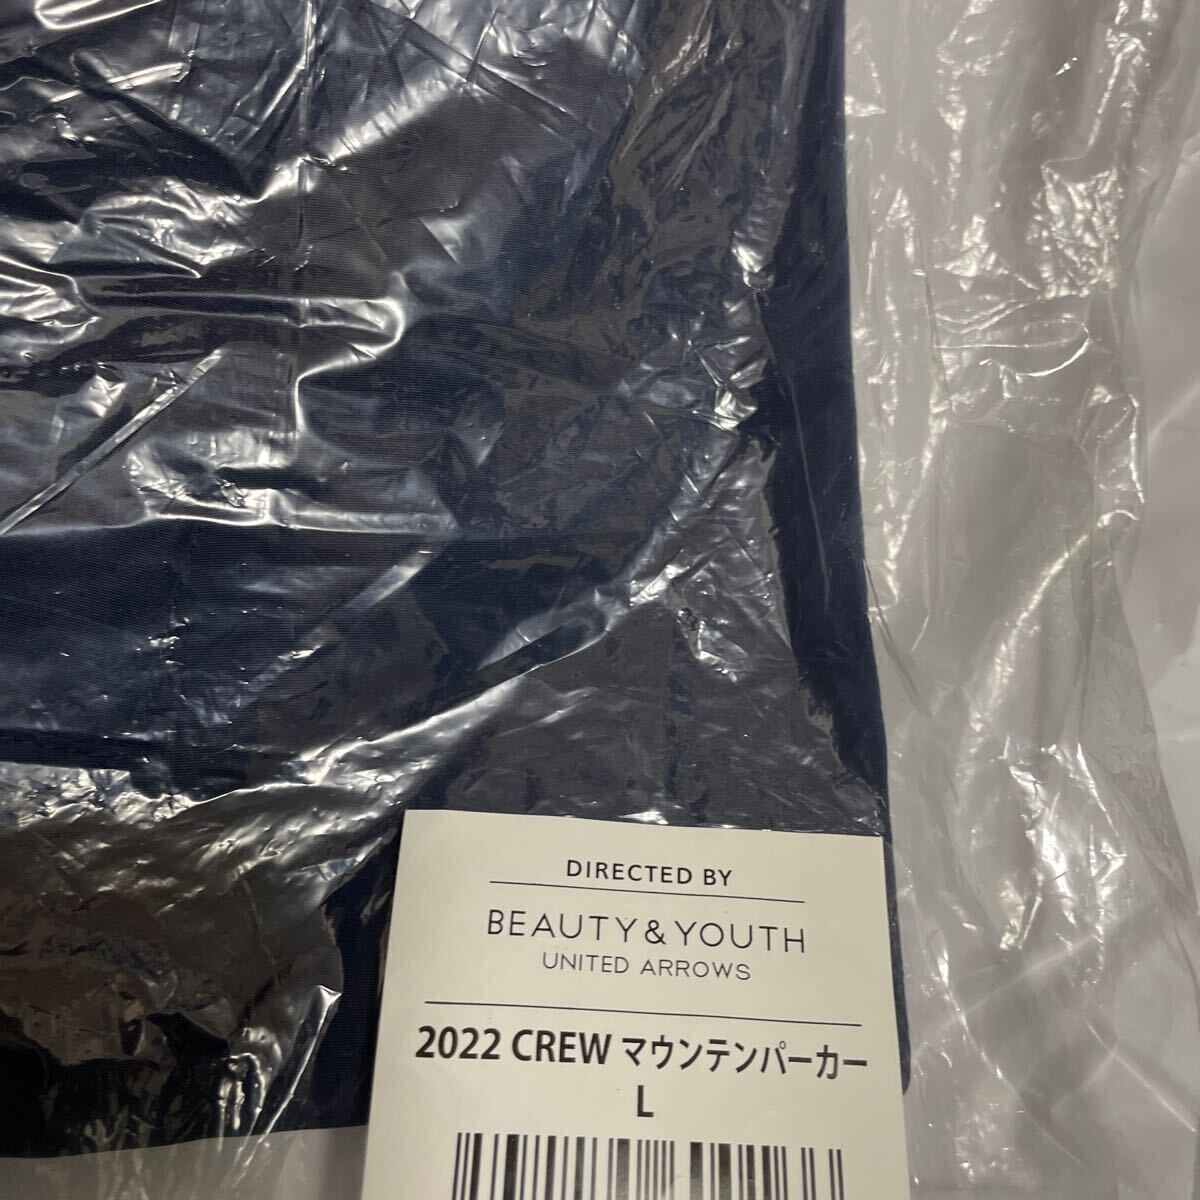 DIRECTED BY
BEAUTY&YOUTH
UNITED ARROWS
2022 CREW マウンテンパーカー
L